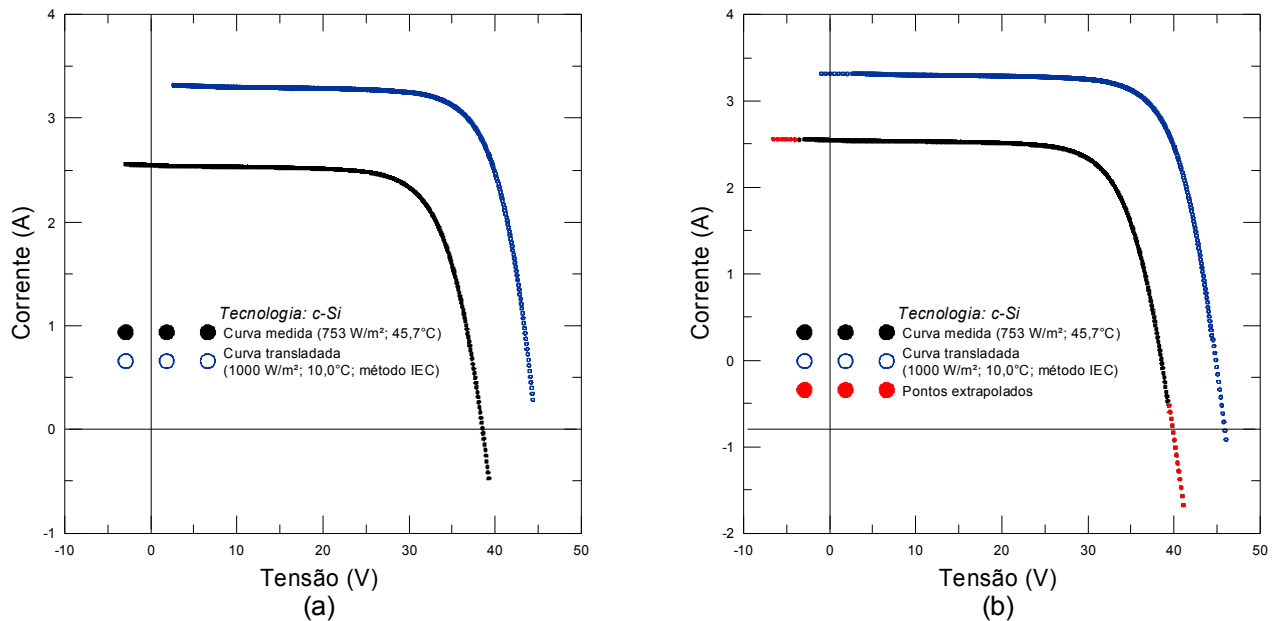 4
3
2
1
0
-1
Corrente (A)
-10
0
10
20
30
40
50
Tensão (V)
(a)
Tecnologia: c-Si
Curva medida (753 W/m²; 45,7°C)
Curva transladada
(1000 W/m²; 10,0°C; método IEC)
4
3
2
1
0
-1
-2
Corrente (A)
-10
0
10
20
30
40
50
Tensão (V)
(b)
Tecnologia: c-Si
Curva medida (753 W/m²; 45,7°C)
Curva transladada
(1000 W/m²; 10,0°C; método IEC)
Pontos extrapolados